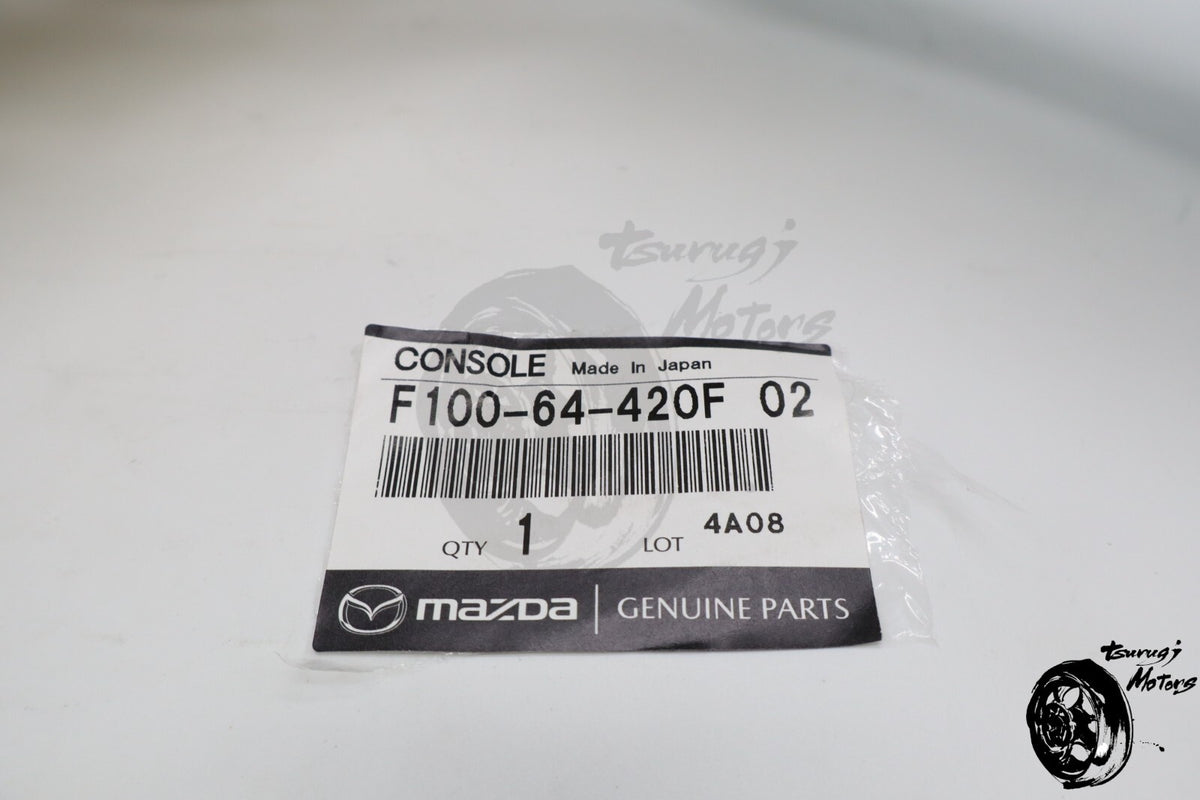 tsurugi
Motors
CONSOLE Made In Japan
F100-64-420F 02
QTY 1 LOT 4A08
mazda GENUINE PARTS
tsurugi
Motors